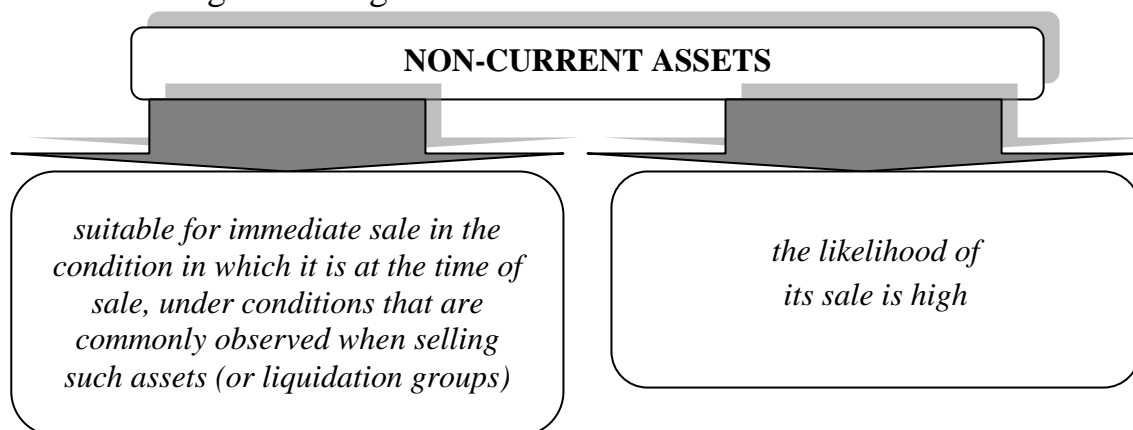 NON-CURRENT ASSETS
suitable for immediate sale in the
condition in which it is at the time of
sale, under conditions that are
commonly observed when selling
such assets (or liquidation groups)
the likelihood of
its sale is high